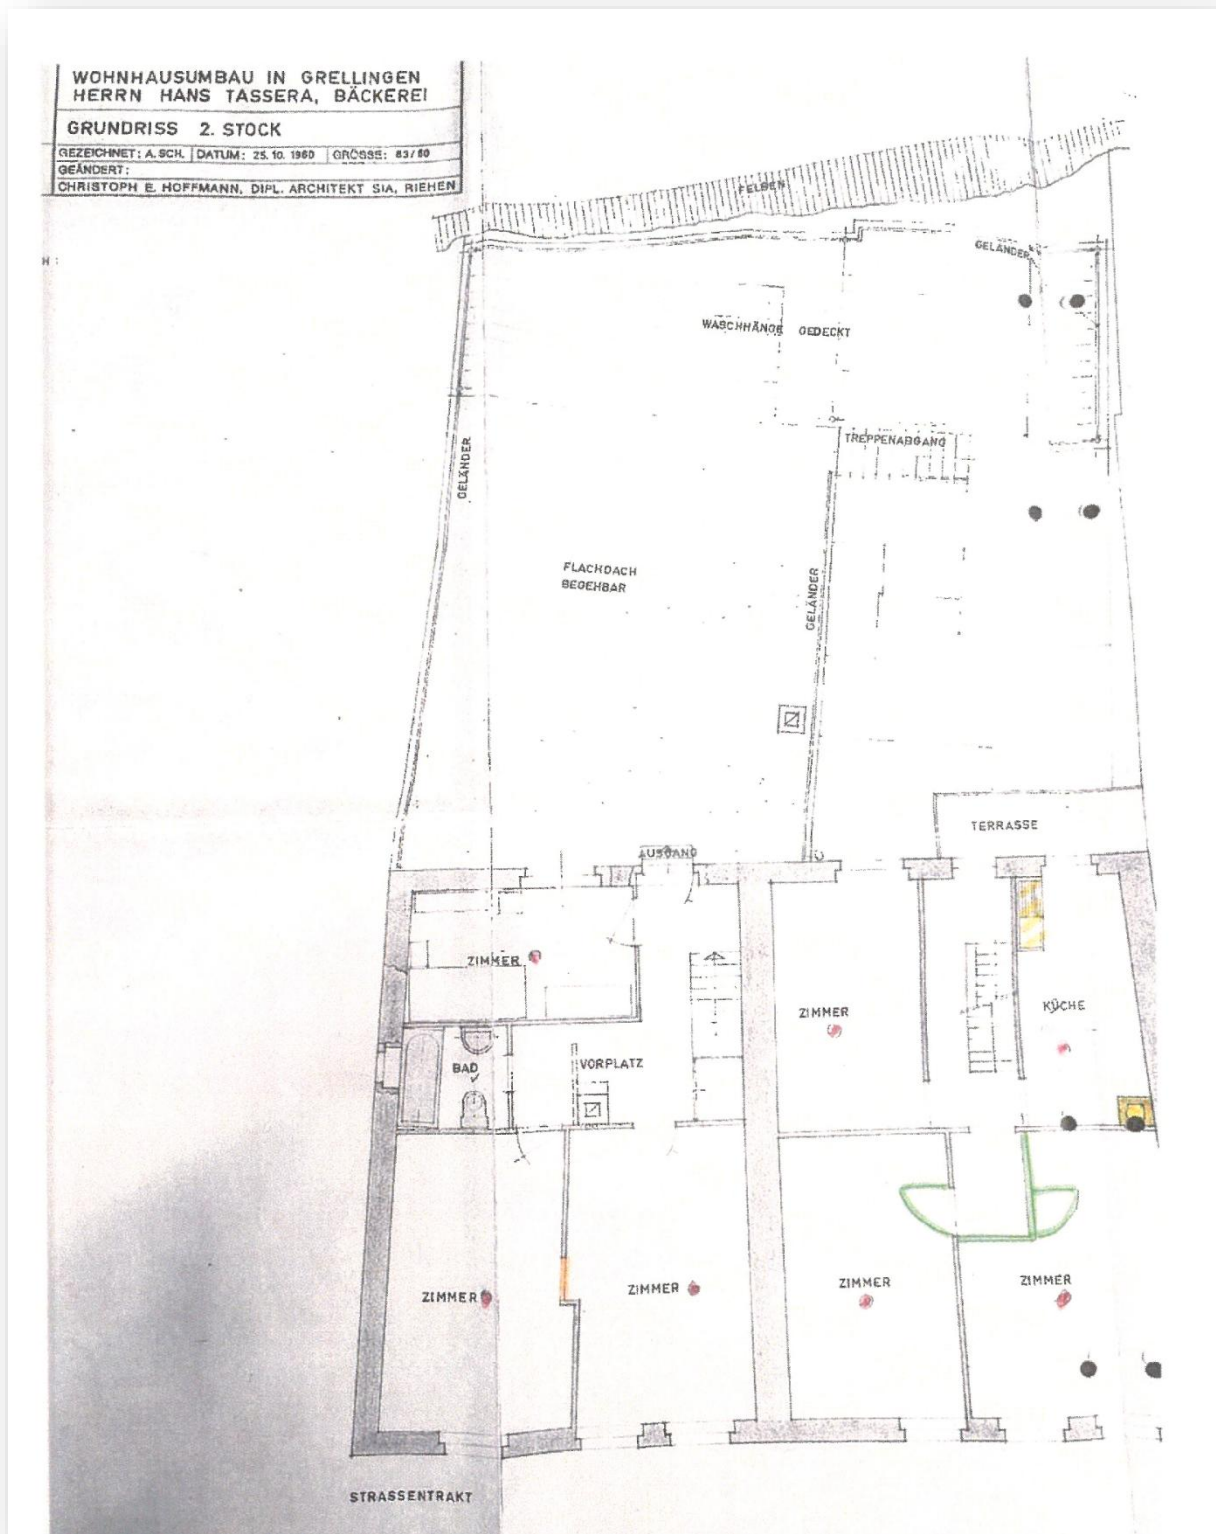 WOHNHAUSUMBAU IN GRELLINGEN
HERRN HANS TASSERA, BÄCKEREI
GRUNDRISS 2. STOCK
GEZEICHNET: A. SCH. DATUM: 25. 10. 1960 GRÖSSE: 83/60
GEÄNDERT:
CHRISTOPH E. HOFFMANN, DIPL. ARCHITEKT SIA, RIEHEN
H :
FELSEN
GELÄNDER
WASCHHÄNGE GEDECKT
TREPPENABGANG
GELÄNDER
FLACHDACH
BEGEHBAR
GELÄNDER
TERRASSE
AUSGANG
ZIMMER
ZIMMER
KÜCHE
BAD
VORPLATZ
ZIMMER
ZIMMER
ZIMMER
ZIMMER
STRASSENTRAKT